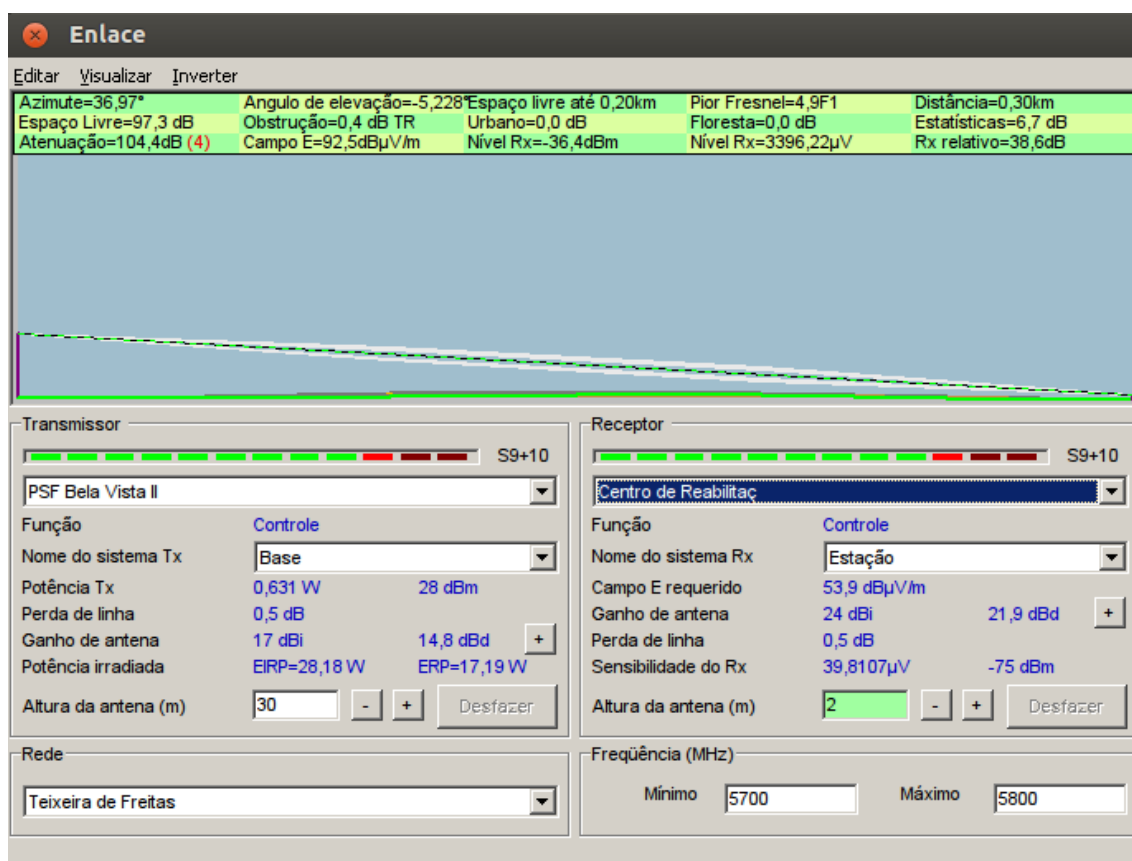 Enlace
Editar Visualizar Inverter
Azimute=36,97° Angulo de elevação=-5,228° Espaço livre até 0,20km Pior Fresnel=4,9F1 Distância=0,30km
Espaço Livre=97,3 dB Obstrução=0,4 dB TR Urbano=0,0 dB Floresta=0,0 dB Estatísticas=6,7 dB
Atenuação=104,4dB (4) Campo E=92,5dBµV/m Nível Rx=-36,4dBm Nível Rx=3396,22µV Rx relativo=38,6dB
Transmissor
S9+10
PSF Bela Vista II
Função Controle
Nome do sistema Tx Base
Potência Tx 0,631 W 28 dBm
Perda de linha 0,5 dB
Ganho de antena 17 dBi 14,8 dBd +
Potência irradiada EIRP=28,18 W ERP=17,19 W
Altura da antena (m) 30 - + Desfazer
Rede
Teixeira de Freitas
Receptor
S9+10
Centro de Reabilitaç
Função Controle
Nome do sistema Rx Estação
Campo E requerido 53,9 dBµV/m
Ganho de antena 24 dBi 21,9 dBd +
Perda de linha 0,5 dB
Sensibilidade do Rx 39,8107µV -75 dBm
Altura da antena (m) 2 - + Desfazer
Freqüência (MHz)
Mínimo 5700 Máximo 5800